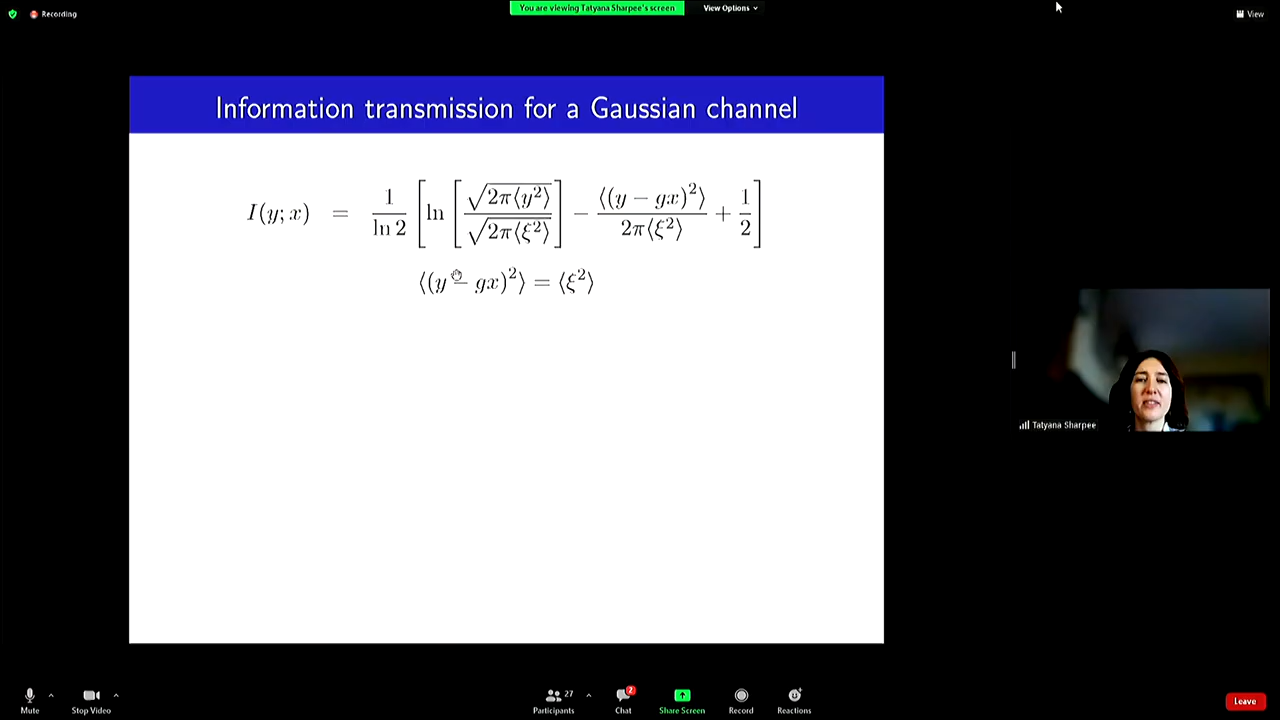 Recording
You are viewing Tatyana Sharpee's screen
View Options
View
Information transmission for a Gaussian channel
I(y; x) = 1/ln 2 [ln [√2π⟨y²⟩/√2π⟨ξ²⟩] − ⟨(y − gx)²⟩/2π⟨ξ²⟩ + 1/2]
⟨(y − gx)²⟩ = ⟨ξ²⟩
Tatyana Sharpee
Mute
Stop Video
27
Participants
2
Chat
Share Screen
Record
Reactions
Leave